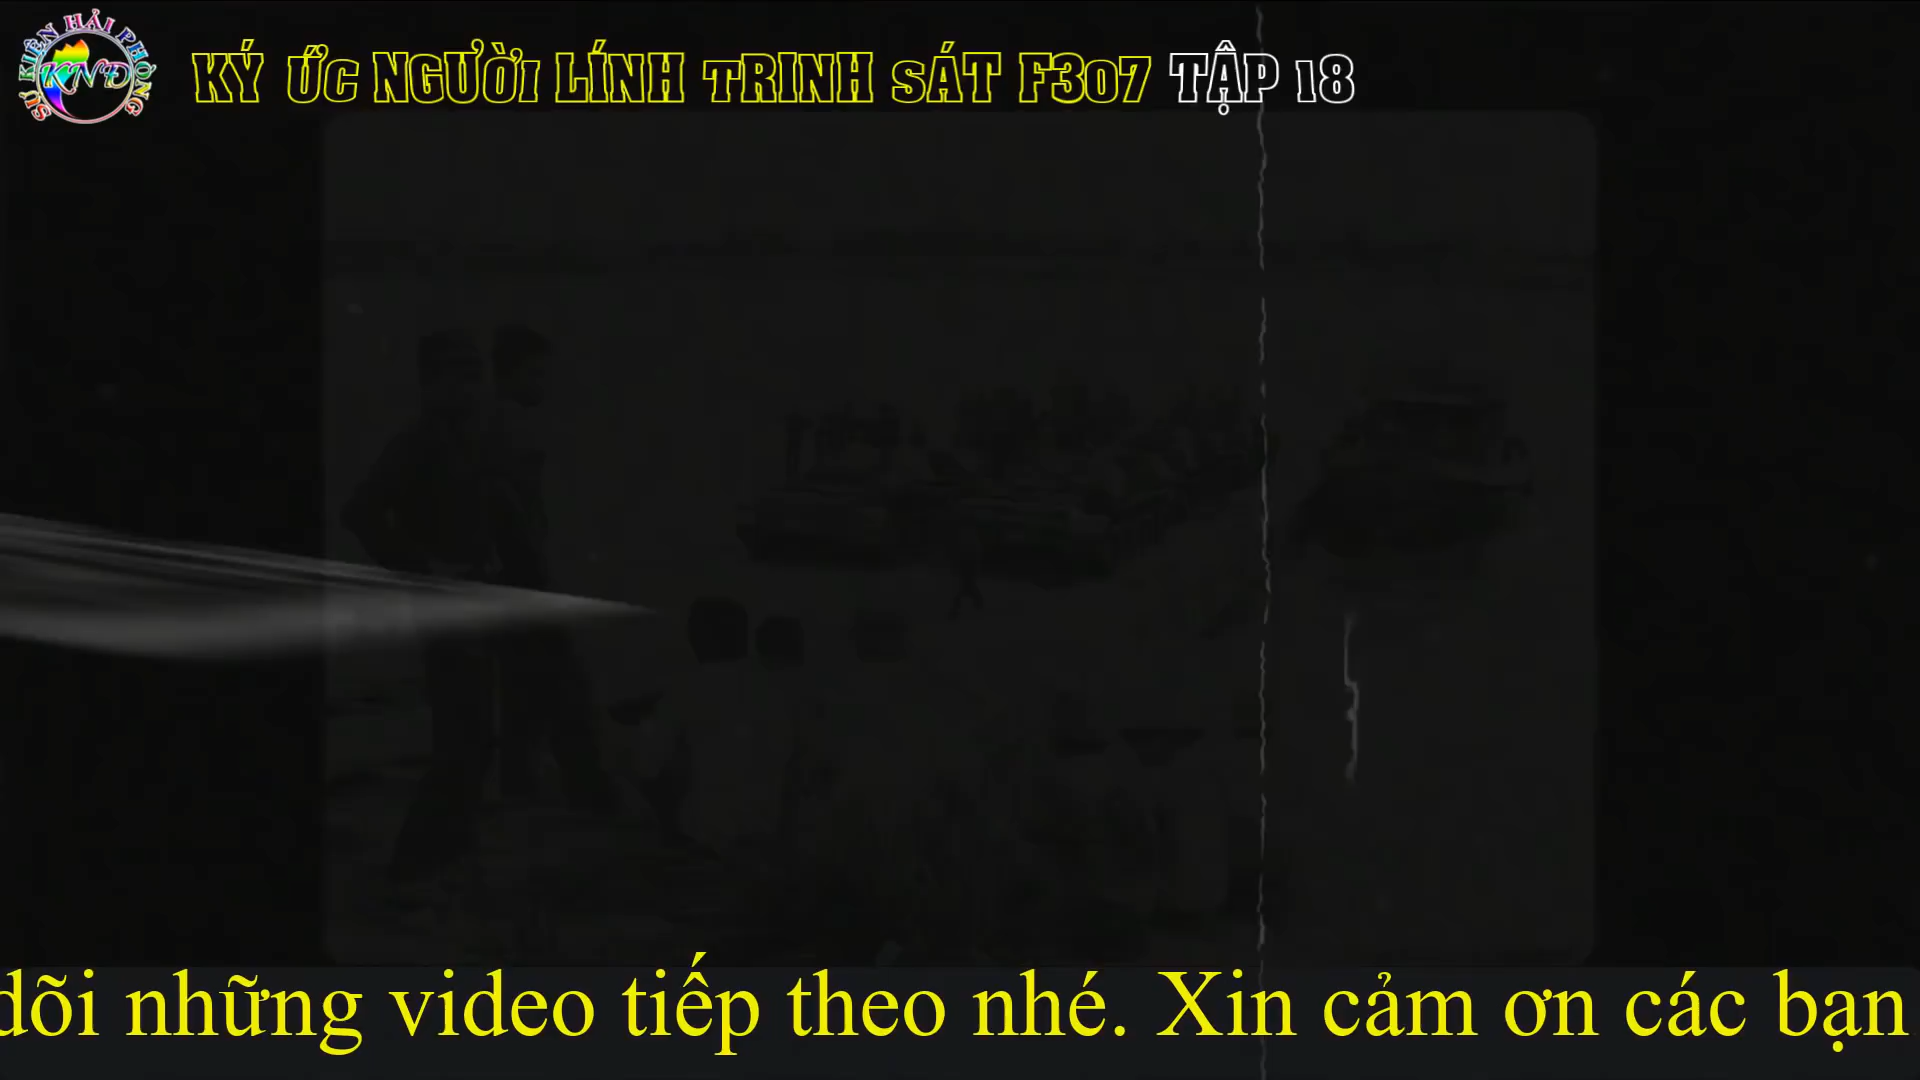 SỰ KIỆN HẢI PHÒNG
KNĐ
KÝ ỨC NGƯỜI LÍNH TRINH SÁT F307 TẬP 18
dõi những video tiếp theo nhé. Xin cảm ơn các bạn